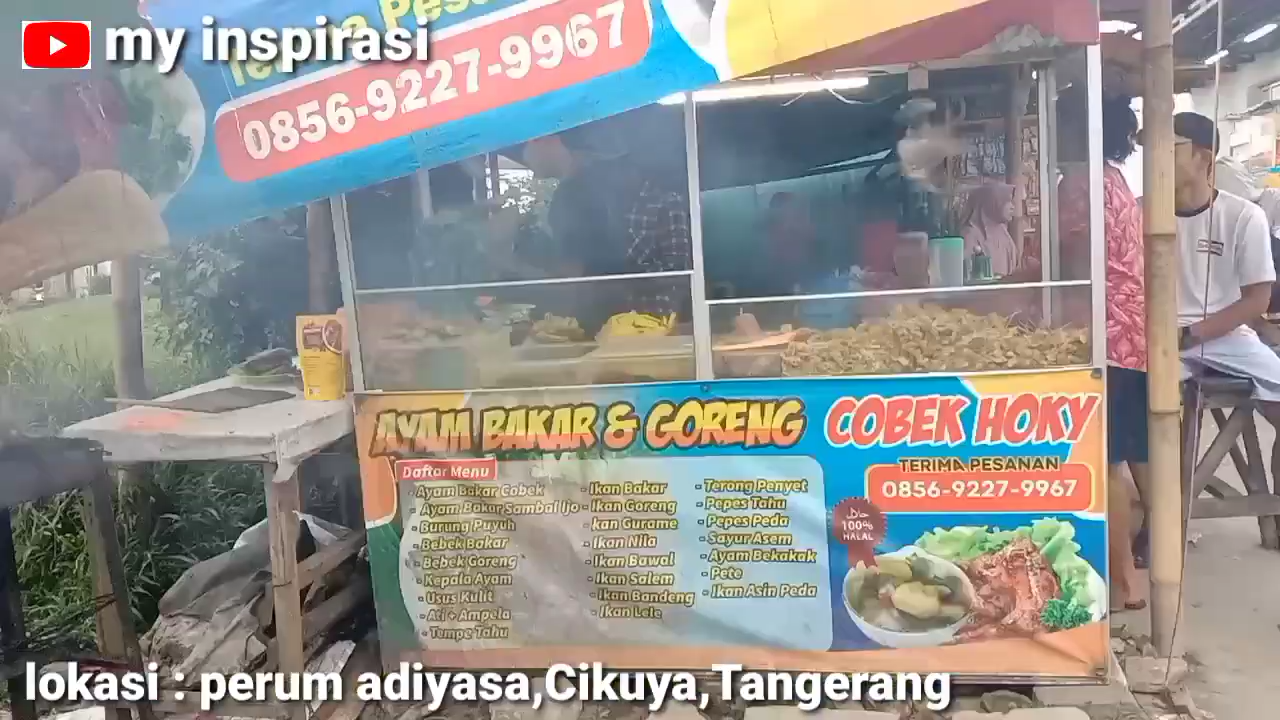 my inspirasi
0856-9227-9967
AYAM BAKAR & GORENG COBEK HOKY
TERIMA PESANAN
0856-9227-9967
Daftar Menu
- Ayam Bakar Cobek
- Ayam Bakar Sambal Ijo
- Burung Puyuh
- Bebek Bakar
- Bebek Goreng
- Kepala Ayam
- Usus Kulit
- Ati + Ampela
- Tempe Tahu
- Ikan Bakar
- Ikan Goreng
- kan Gurame
- Ikan Nila
- Ikan Bawal
- Ikan Salem
- Ikan Bandeng
- Ikan Lele
- Terong Penyet
- Pepes Tahu
- Pepes Peda
- Sayur Asem
- Ayam Bekakak
- Pete
- Ikan Asin Peda
حلال
100%
HALAL
lokasi : perum adiyasa,Cikuya,Tangerang